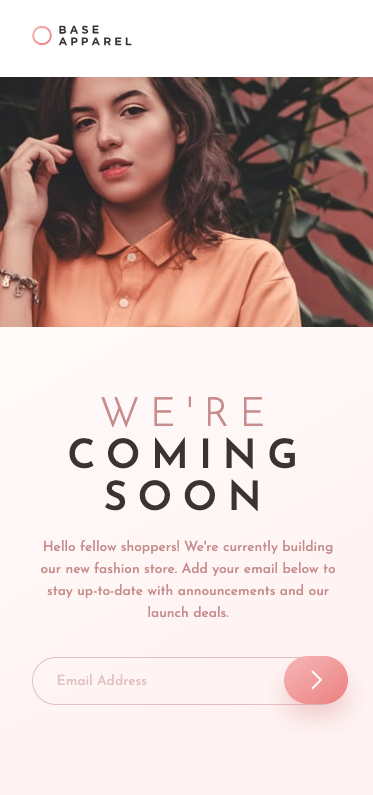 BASE
APPAREL
WE'RE
COMING
SOON
Hello fellow shoppers! We're currently building
our new fashion store. Add your email below to
stay up-to-date with announcements and our
launch deals.
Email Address